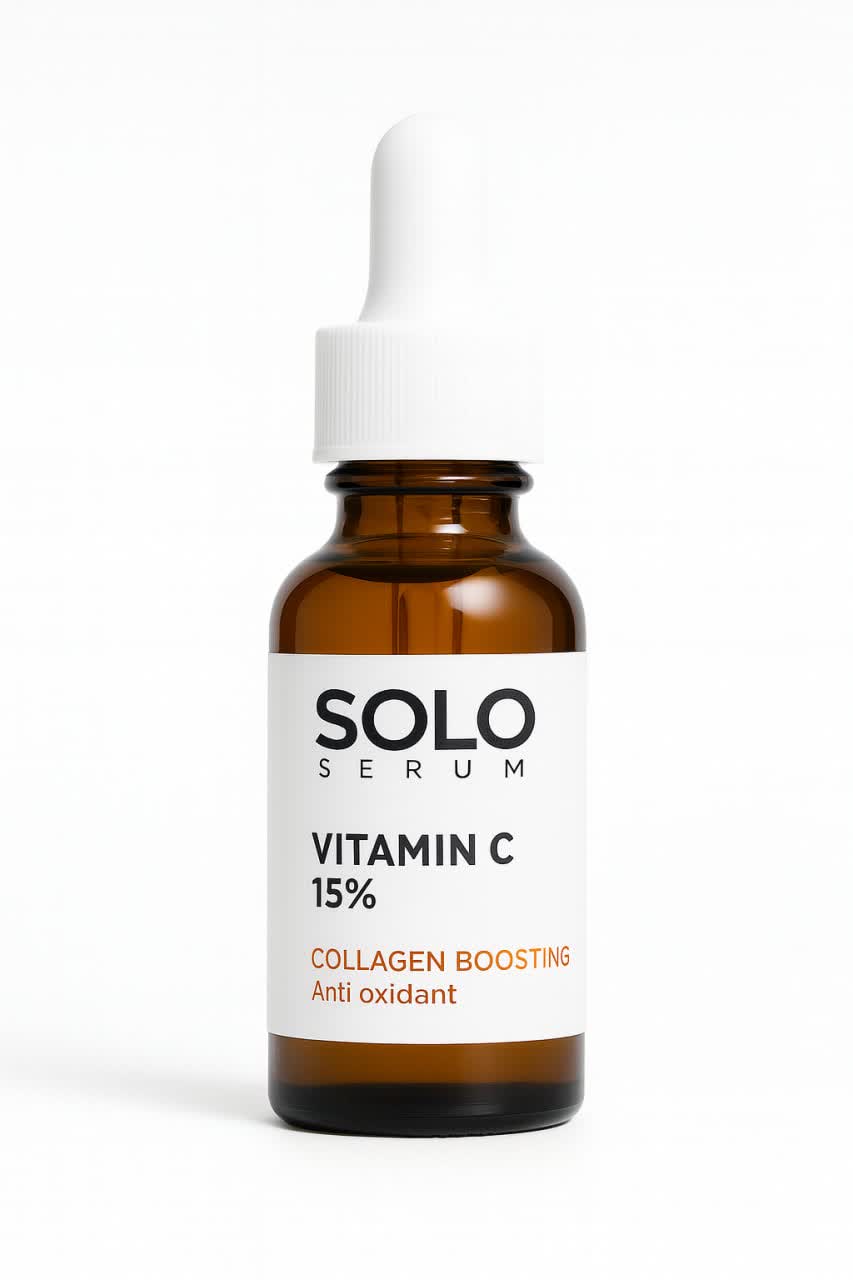 SOLO
SERUM
VITAMIN C
15%
COLLAGEN BOOSTING
Anti oxidant